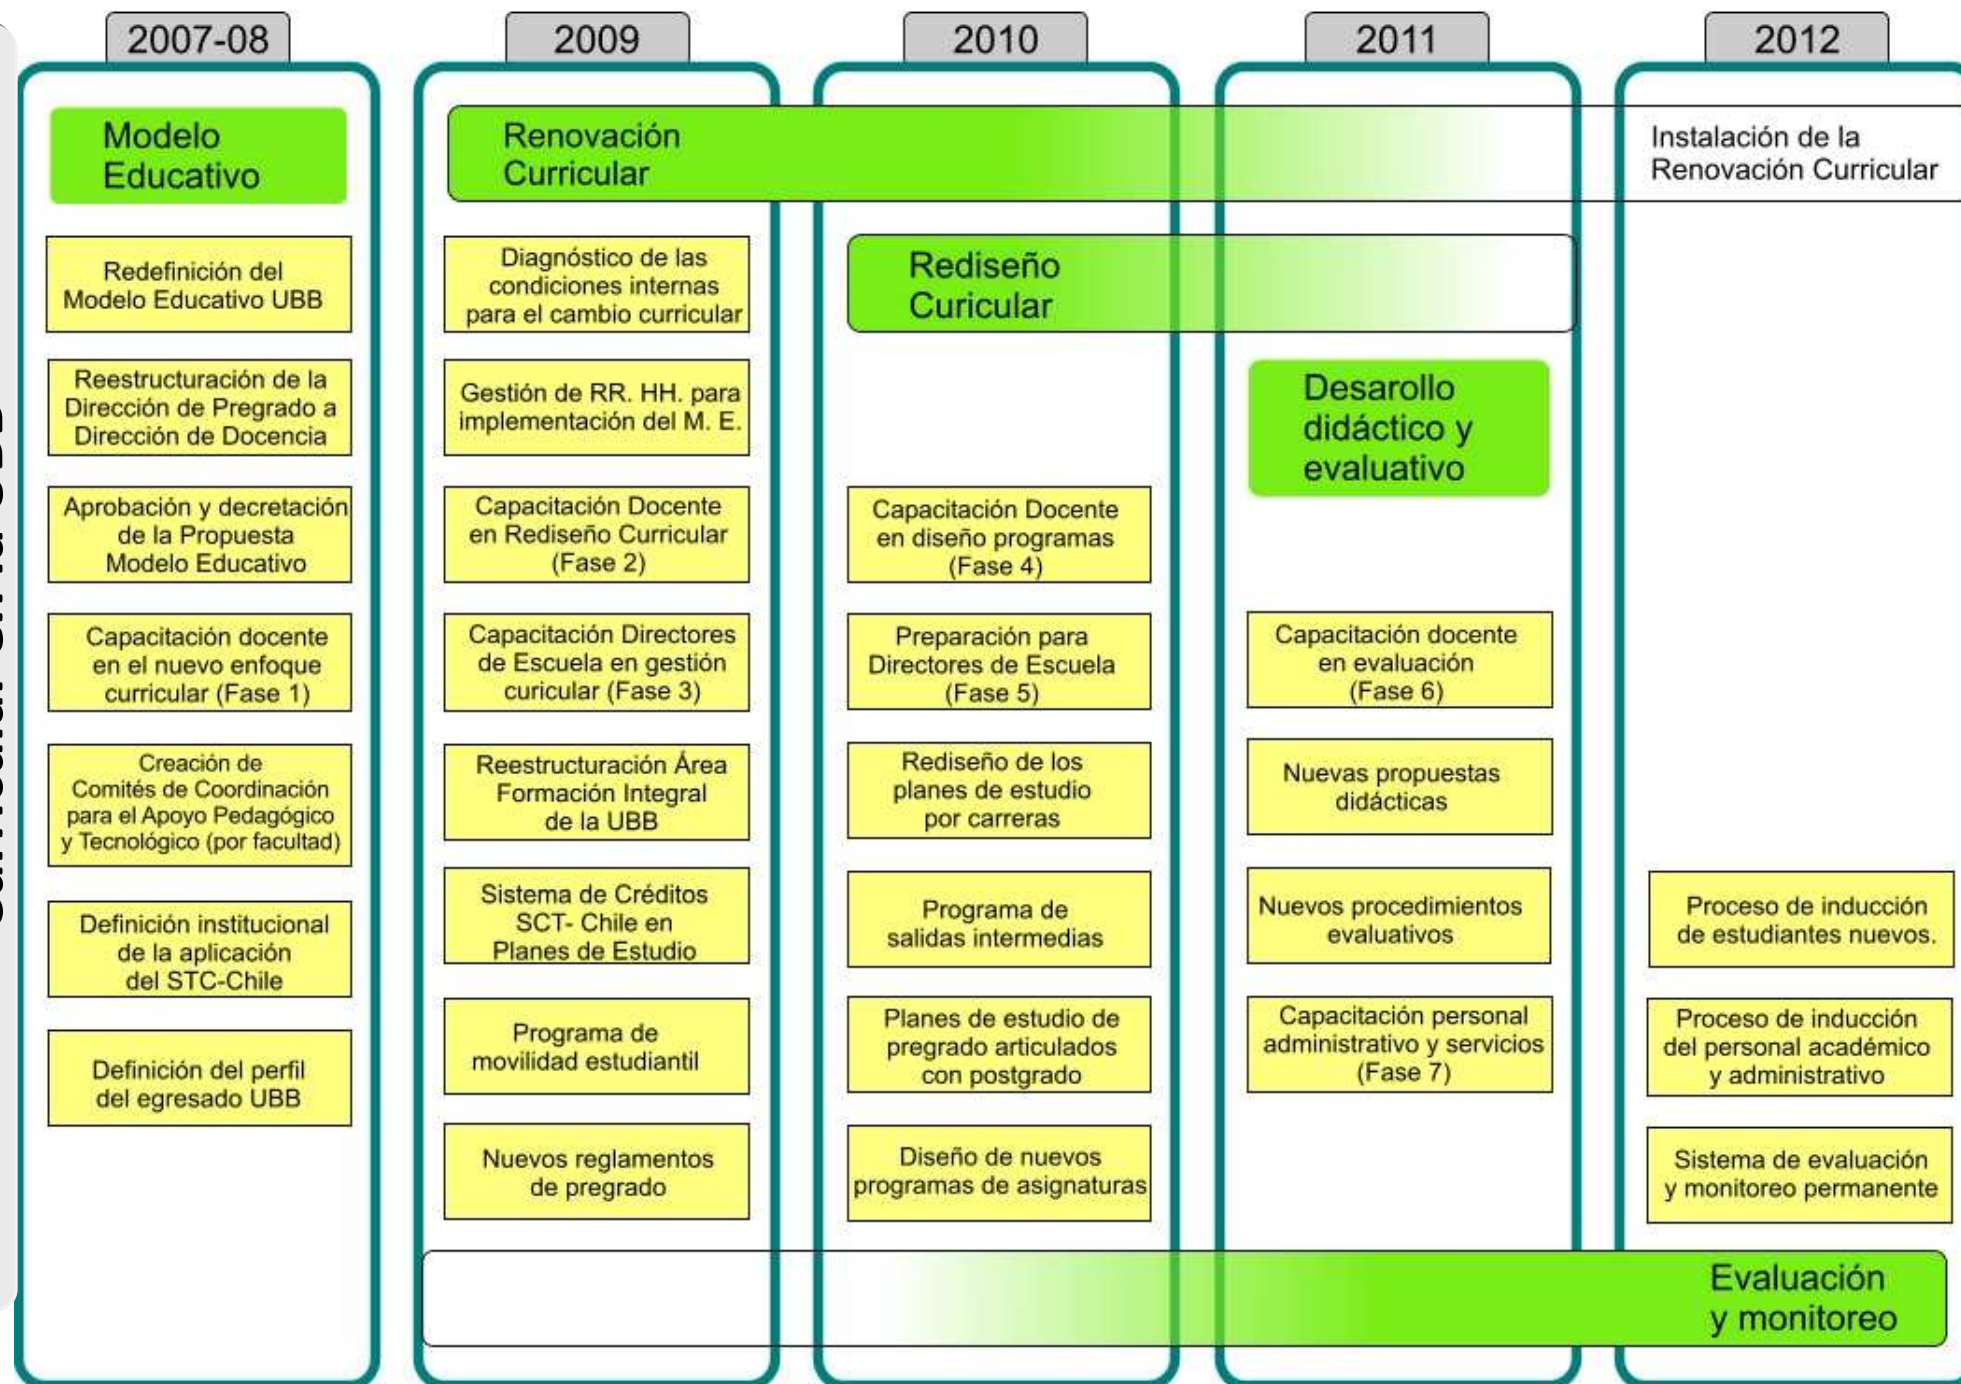 2007-08
Modelo
Educativo
Redefinición del
Modelo Educativo UBB
Reestructuración de la
Dirección de Pregrado a
Dirección de Docencia
Aprobación y decretación
de la Propuesta
Modelo Educativo
Capacitación docente
en el nuevo enfoque
curricular (Fase 1)
Creación de
Comités de Coordinación
para el Apoyo Pedagógico
y Tecnológico (por facultad)
Definición institucional
de la aplicación
del STC-Chile
Definición del perfil
del egresado UBB
2009
Renovación
Curricular
Diagnóstico de las
condiciones internas
para el cambio curricular
Gestión de RR. HH. para
implementación del M. E.
Capacitación Docente
en Rediseño Curricular
(Fase 2)
Capacitación Directores
de Escuela en gestión
curicular (Fase 3)
Reestructuración Área
Formación Integral
de la UBB
Sistema de Créditos
SCT- Chile en
Planes de Estudio
Programa de
movilidad estudiantil
Nuevos reglamentos
de pregrado
2010
Rediseño
Curicular
Capacitación Docente
en diseño programas
(Fase 4)
Preparación para
Directores de Escuela
(Fase 5)
Rediseño de los
planes de estudio
por carreras
Programa de
salidas intermedias
Planes de estudio de
pregrado articulados
con postgrado
Diseño de nuevos
programas de asignaturas
2011
Desarollo
didáctico y
evaluativo
Capacitación docente
en evaluación
(Fase 6)
Nuevas propuestas
didácticas
Nuevos procedimientos
evaluativos
Capacitación personal
administrativo y servicios
(Fase 7)
2012
Instalación de la
Renovación Curricular
Proceso de inducción
de estudiantes nuevos.
Proceso de inducción
del personal académico
y administrativo
Sistema de evaluación
y monitoreo permanente
Evaluación
y monitoreo